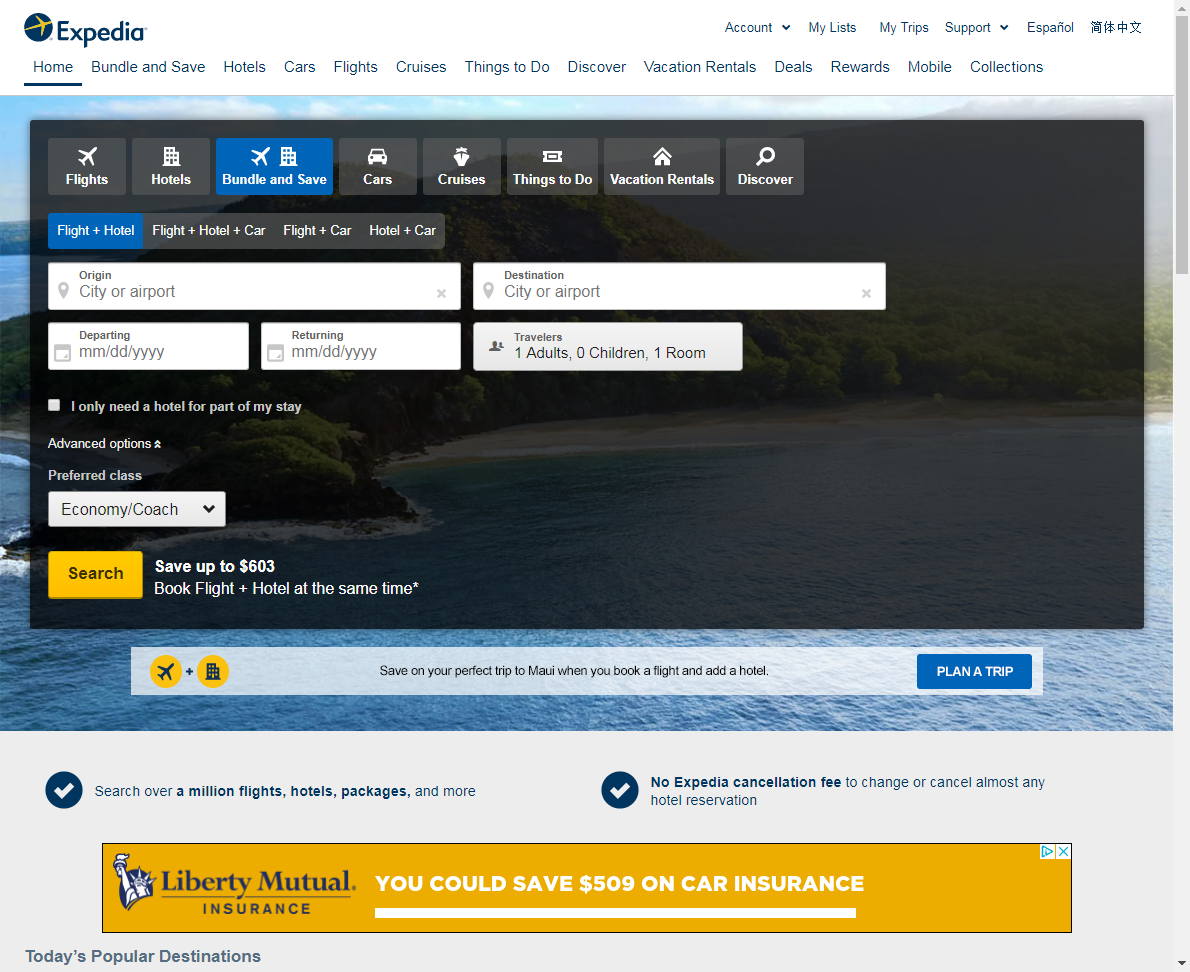 Expedia
Account My Lists My Trips Support Español 简体中文
Home Bundle and Save Hotels Cars Flights Cruises Things to Do Discover Vacation Rentals Deals Rewards Mobile Collections
Flights Hotels Bundle and Save Cars Cruises Things to Do Vacation Rentals Discover
Flight + Hotel Flight + Hotel + Car Flight + Car Hotel + Car
Origin
City or airport
Destination
City or airport
Departing
mm/dd/yyyy
Returning
mm/dd/yyyy
Travelers
1 Adults, 0 Children, 1 Room
I only need a hotel for part of my stay
Advanced options
Preferred class
Economy/Coach
Search
Save up to $603
Book Flight + Hotel at the same time*
Save on your perfect trip to Maui when you book a flight and add a hotel.
PLAN A TRIP
Search over a million flights, hotels, packages, and more
No Expedia cancellation fee to change or cancel almost any
hotel reservation
Liberty Mutual.
INSURANCE
YOU COULD SAVE $509 ON CAR INSURANCE
Today's Popular Destinations